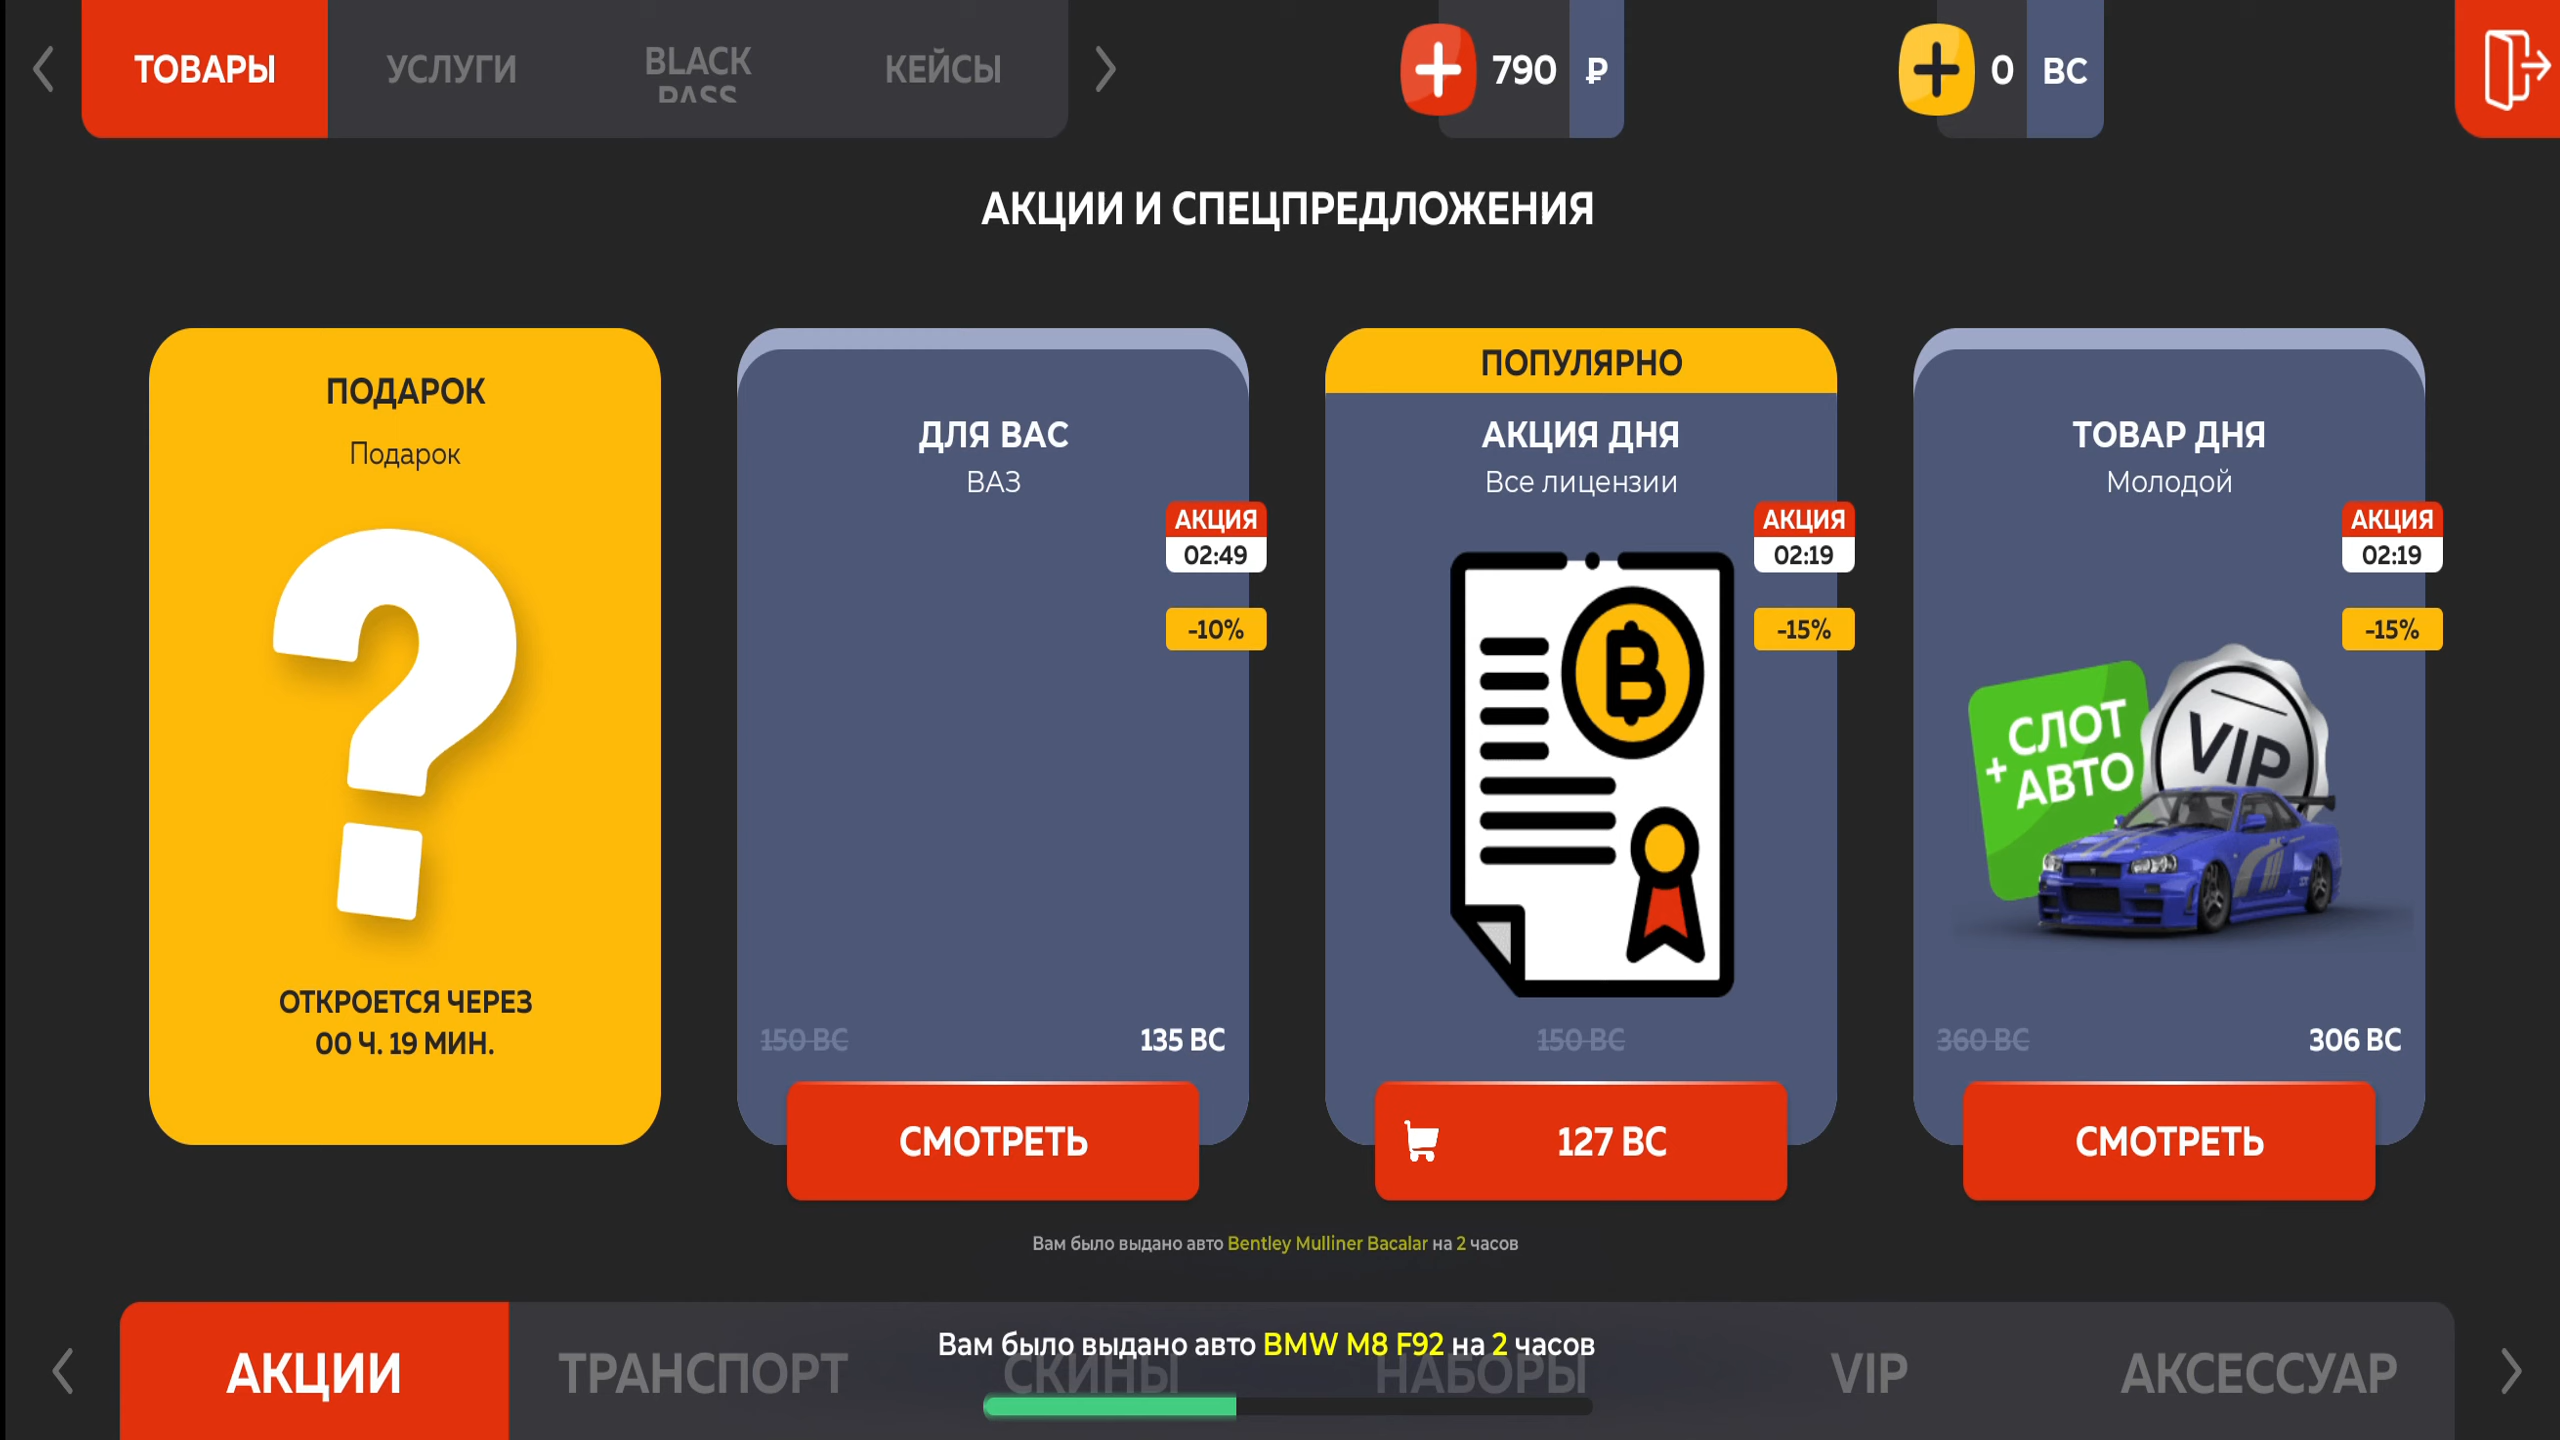 ТОВАРЫ
УСЛУГИ
BLACK
PASS
КЕЙСЫ
790 ₽
0 BC
АКЦИИ И СПЕЦПРЕДЛОЖЕНИЯ
ПОДАРОК
Подарок
?
ОТКРОЕТСЯ ЧЕРЕЗ
00 Ч. 19 МИН.
ДЛЯ ВАС
ВАЗ
АКЦИЯ
02:49
-10%
150 BC
135 BC
СМОТРЕТЬ
ПОПУЛЯРНО
АКЦИЯ ДНЯ
Все лицензии
АКЦИЯ
02:19
-15%
150 BC
127 BC
ТОВАР ДНЯ
Молодой
АКЦИЯ
02:19
-15%
+ СЛОТ
АВТО
VIP
360 BC
306 BC
СМОТРЕТЬ
Вам было выдано авто Bentley Mulliner Bacalar на 2 часов
Вам было выдано авто BMW M8 F92 на 2 часов
АКЦИИ
ТРАНСПОРТ
СКИНЫ
НАБОРЫ
VIP
АКСЕССУАР